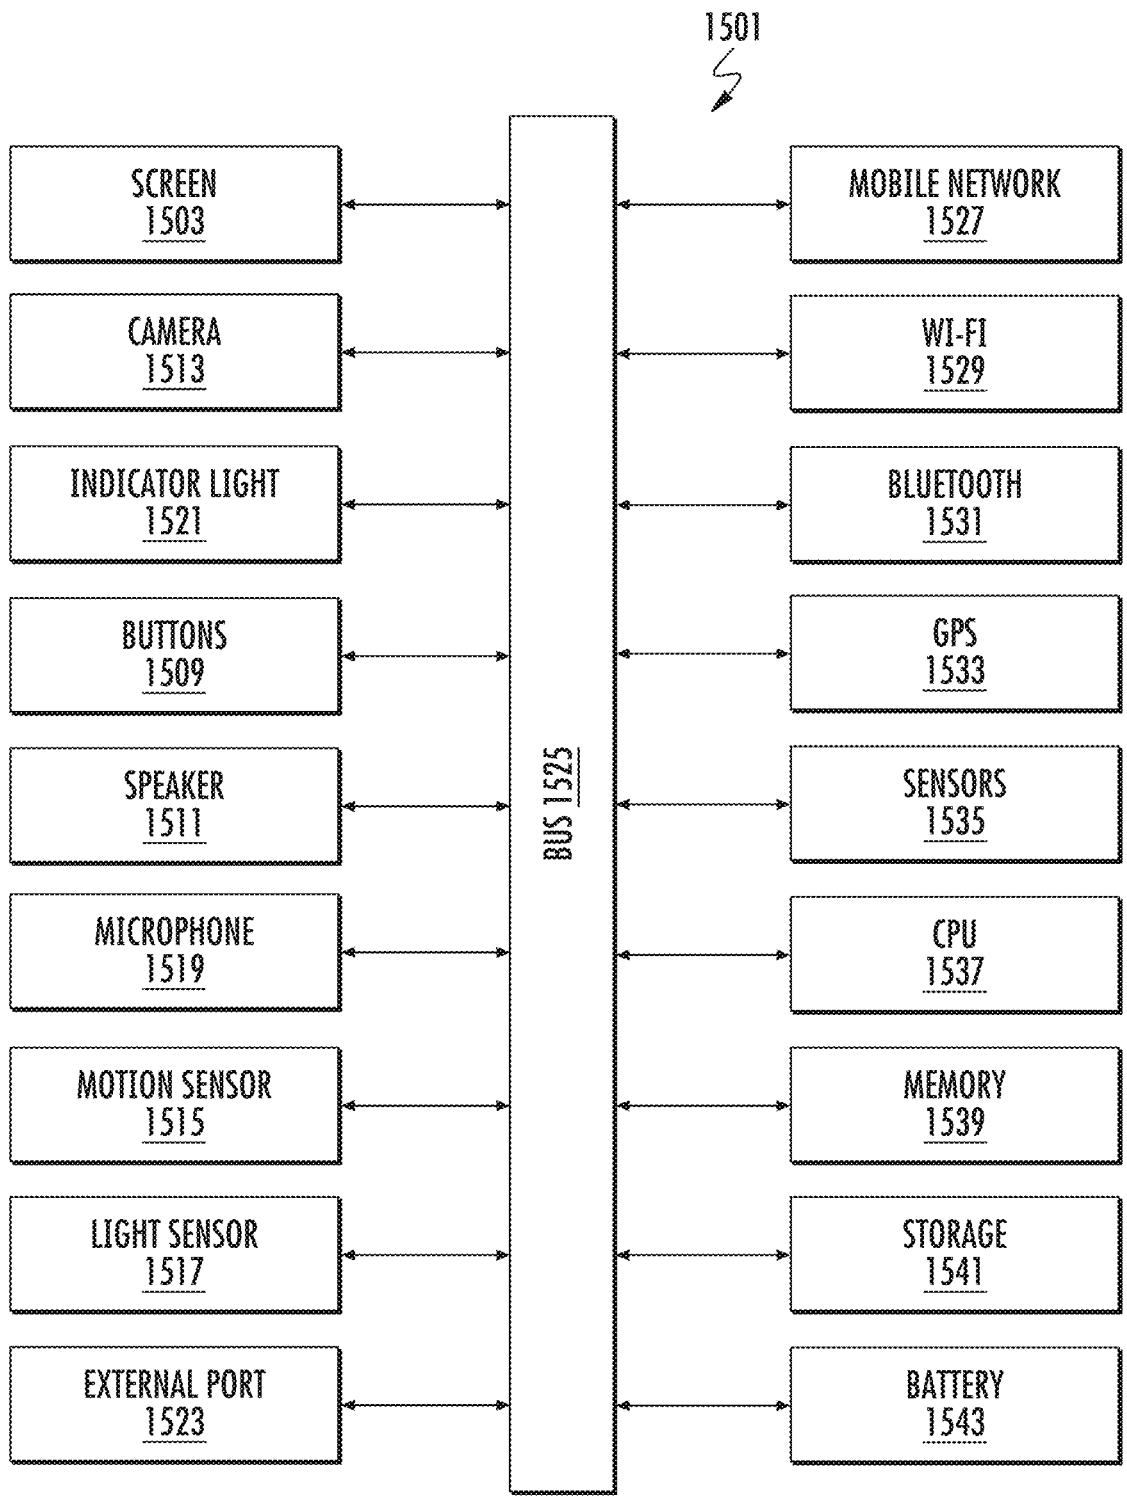 1501
SCREEN
1503
CAMERA
1513
INDICATOR LIGHT
1521
BUTTONS
1509
SPEAKER
1511
MICROPHONE
1519
MOTION SENSOR
1515
LIGHT SENSOR
1517
EXTERNAL PORT
1523
BUS 1525
MOBILE NETWORK
1527
WI-FI
1529
BLUETOOTH
1531
GPS
1533
SENSORS
1535
CPU
1537
MEMORY
1539
STORAGE
1541
BATTERY
1543